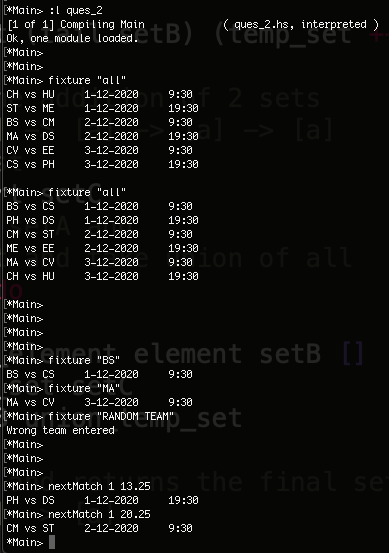 *Main> :l ques_2
[1 of 1] Compiling Main             ( ques_2.hs, interpreted )
Ok, one module loaded.
*Main>
*Main>
*Main> fixture "all"
CH vs HU     1-12-2020     9:30
ST vs ME     1-12-2020     19:30
BS vs CM     2-12-2020     9:30
MA vs DS     2-12-2020     19:30
CV vs EE     3-12-2020     9:30
CS vs PH     3-12-2020     19:30

*Main> fixture "all"
BS vs CS     1-12-2020     9:30
PH vs DS     1-12-2020     19:30
CM vs ST     2-12-2020     9:30
ME vs EE     2-12-2020     19:30
MA vs CV     3-12-2020     9:30
CH vs HU     3-12-2020     19:30

*Main>
*Main>
*Main>
*Main>
*Main> fixture "BS"
BS vs CS     1-12-2020     9:30
*Main> fixture "MA"
MA vs CV     3-12-2020     9:30
*Main> fixture "RANDOM TEAM"
Wrong team entered
*Main>
*Main>
*Main>
*Main>
*Main> nextMatch 1 13.25
PH vs DS     1-12-2020     19:30
*Main> nextMatch 1 20.25
CM vs ST     2-12-2020     9:30
*Main>